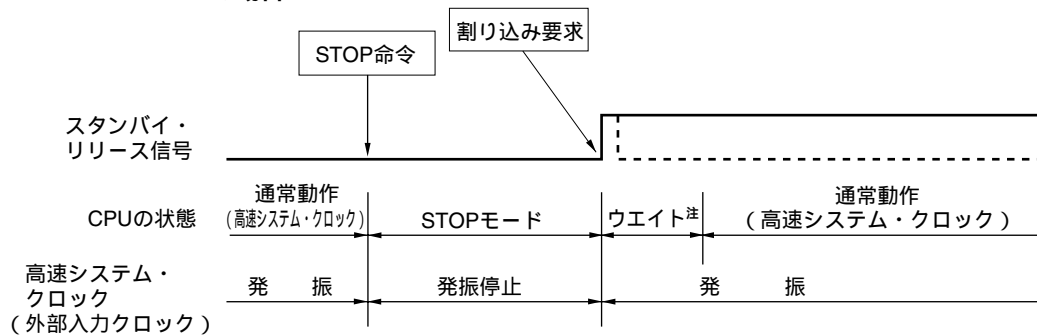 割り込み要求
STOP命令
スタンバイ・
リリース信号
通常動作
（高速システム・クロック）
CPUの状態
STOPモード
ウエイト注
通常動作
（高速システム・クロック）
高速システム・
クロック
（外部入力クロック）
発　振
発振停止
発　振